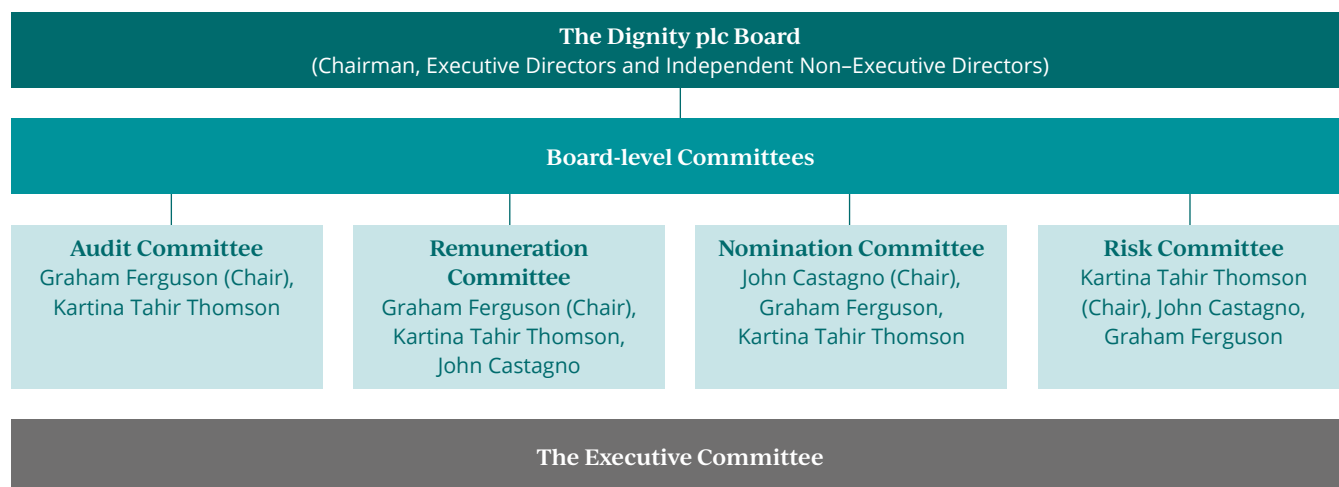 The Dignity plc Board
(Chairman, Executive Directors and Independent Non–Executive Directors)
Board-level Committees
Audit Committee
Graham Ferguson (Chair),
Kartina Tahir Thomson
Remuneration
Committee
Graham Ferguson (Chair),
Kartina Tahir Thomson,
John Castagno
Nomination Committee
John Castagno (Chair),
Graham Ferguson,
Kartina Tahir Thomson
Risk Committee
Kartina Tahir Thomson
(Chair), John Castagno,
Graham Ferguson
The Executive Committee